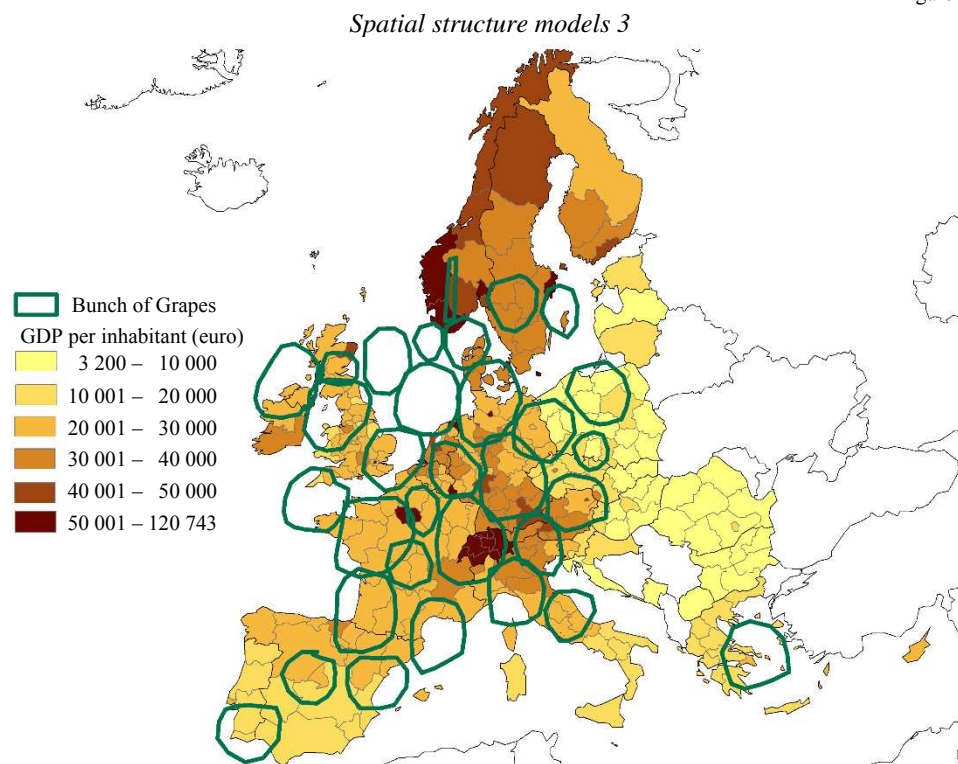 Spatial structure models 3
Bunch of Grapes
GDP per inhabitant (euro)
3 200 – 10 000
10 001 – 20 000
20 001 – 30 000
30 001 – 40 000
40 001 – 50 000
50 001 – 120 743